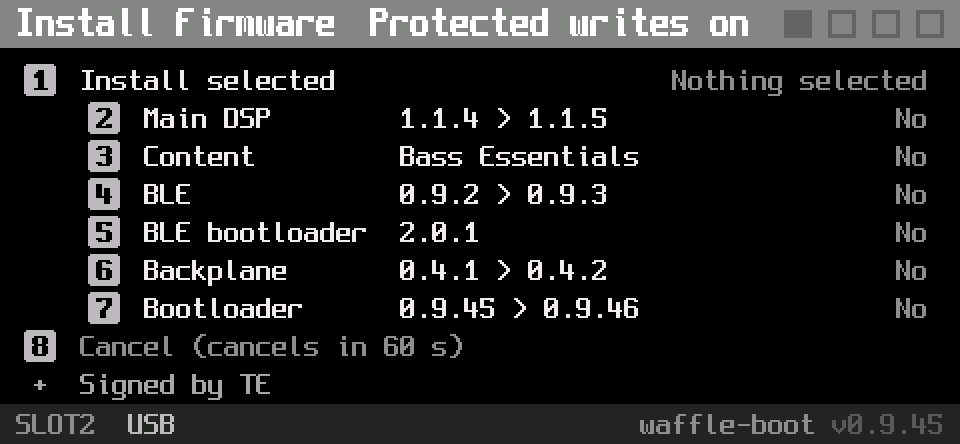 Install Firmware Protected writes on
1 Install selected Nothing selected
2 Main DSP 1.1.4 > 1.1.5 No
3 Content Bass Essentials No
4 BLE 0.9.2 > 0.9.3 No
5 BLE bootloader 2.0.1 No
6 Backplane 0.4.1 > 0.4.2 No
7 Bootloader 0.9.45 > 0.9.46 No
8 Cancel (cancels in 60 s)
+ Signed by TE
SLOT2 USB waffle-boot v0.9.45